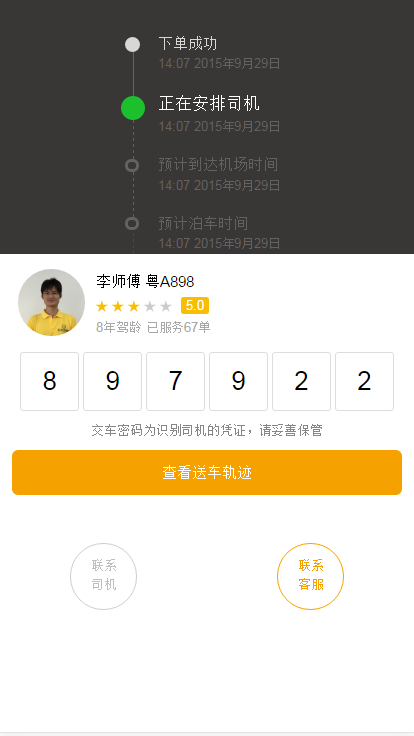 下单成功
14:07 2015年9月29日
正在安排司机
14:07 2015年9月29日
预计到达机场时间
14:07 2015年9月29日
预计泊车时间
14:07 2015年9月29日
李师傅 粤A898
5.0
8年驾龄 已服务67单
8 9 7 9 2 2
交车密码为识别司机的凭证，请妥善保管
查看送车轨迹
联系
司机
联系
客服